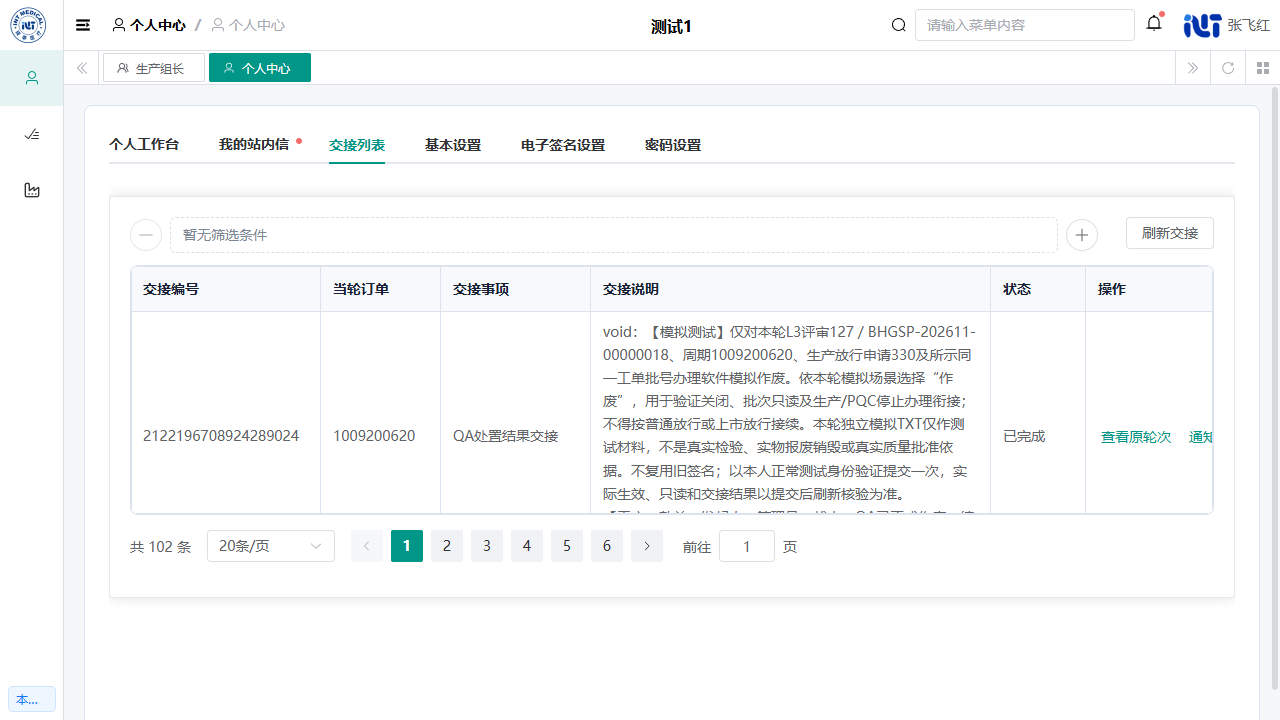 个人中心 / 个人中心
测试1
请输入菜单内容
张飞红
生产组长
个人中心
个人工作台
我的站内信
交接列表
基本设置
电子签名设置
密码设置
暂无筛选条件
刷新交接
交接编号
当轮订单
交接事项
交接说明
状态
操作
2122196708924289024
1009200620
QA处置结果交接
void：【模拟测试】仅对本轮L3评审127 / BHGSP-202611-
00000018、周期1009200620、生产放行申请330及所示同
一工单批号办理软件模拟作废。依本轮模拟场景选择“作
废”，用于验证关闭、批次只读及生产/PQC停止办理衔接；
不得按普通放行或上市放行接续。本轮独立模拟TXT仅作测
试材料，不是真实检验、实物报废销毁或真实质量批准依
据。不复用旧签名；以本人正常测试身份验证提交一次，实
际生效、只读和交接结果以提交后刷新核验为准。
已完成
查看原轮次
通知
共 102 条
20条/页
1
2
3
4
5
6
前往
1
页
本...